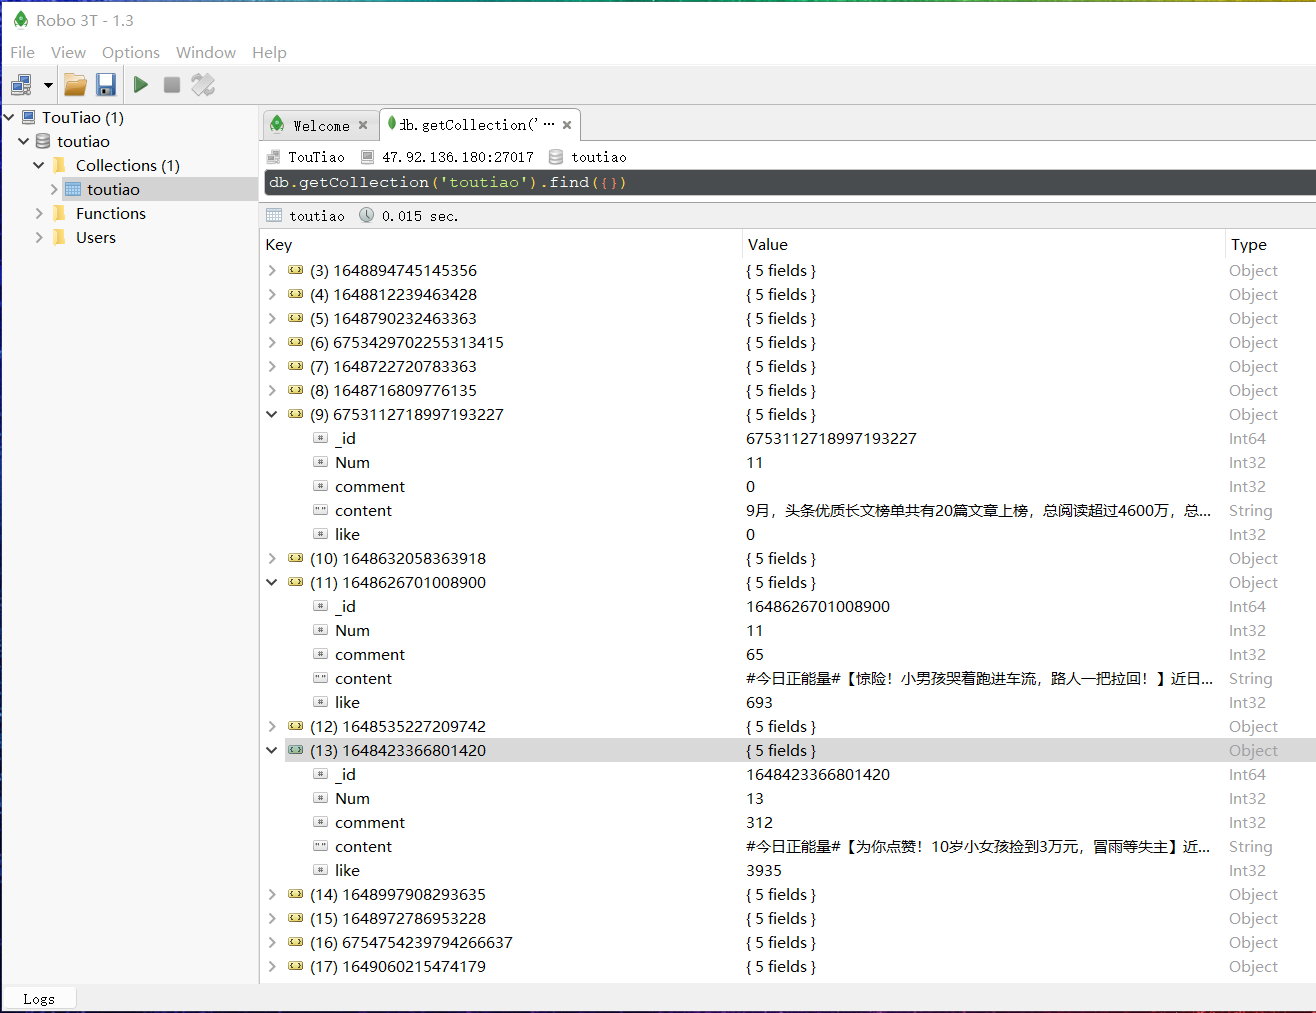 Robo 3T - 1.3
File View Options Window Help
TouTiao (1)
toutiao
Collections (1)
toutiao
Functions
Users
Welcome
db.getCollection('...
TouTiao 47.92.136.180:27017 toutiao
db.getCollection('toutiao').find({})
toutiao 0.015 sec.
Key Value Type
(3) 1648894745145356 { 5 fields } Object
(4) 1648812239463428 { 5 fields } Object
(5) 1648790232463363 { 5 fields } Object
(6) 6753429702255313415 { 5 fields } Object
(7) 1648722720783363 { 5 fields } Object
(8) 1648716809776135 { 5 fields } Object
(9) 6753112718997193227 { 5 fields } Object
_id 6753112718997193227 Int64
Num 11 Int32
comment 0 Int32
content 9月，头条优质长文榜单共有20篇文章上榜，总阅读超过4600万，总... String
like 0 Int32
(10) 1648632058363918 { 5 fields } Object
(11) 1648626701008900 { 5 fields } Object
_id 1648626701008900 Int64
Num 11 Int32
comment 65 Int32
content #今日正能量#【惊险！小男孩哭着跑进车流，路人一把拉回！】近日... String
like 693 Int32
(12) 1648535227209742 { 5 fields } Object
(13) 1648423366801420 { 5 fields } Object
_id 1648423366801420 Int64
Num 13 Int32
comment 312 Int32
content #今日正能量#【为你点赞！10岁小女孩捡到3万元，冒雨等失主】近... String
like 3935 Int32
(14) 1648997908293635 { 5 fields } Object
(15) 1648972786953228 { 5 fields } Object
(16) 6754754239794266637 { 5 fields } Object
(17) 1649060215474179 { 5 fields } Object
Logs